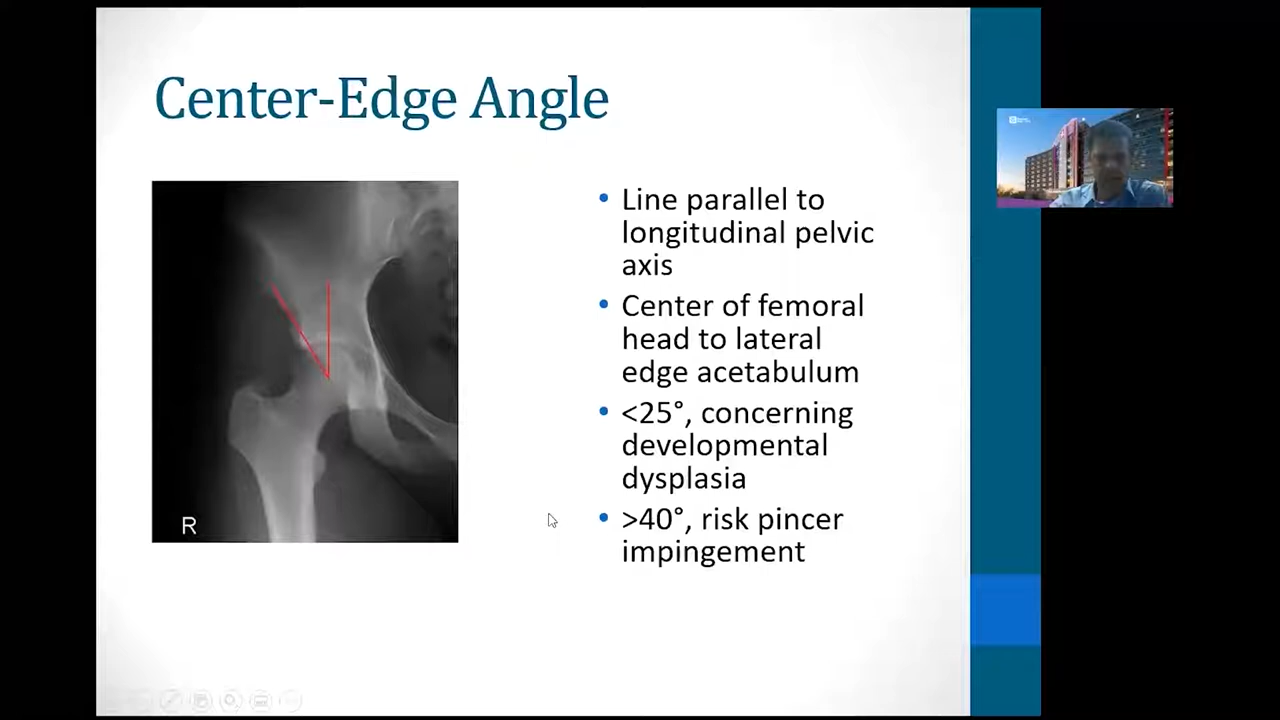 Center-Edge Angle
• Line parallel to
longitudinal pelvic
axis
• Center of femoral
head to lateral
edge acetabulum
• <25°, concerning
developmental
dysplasia
• >40°, risk pincer
impingement
R